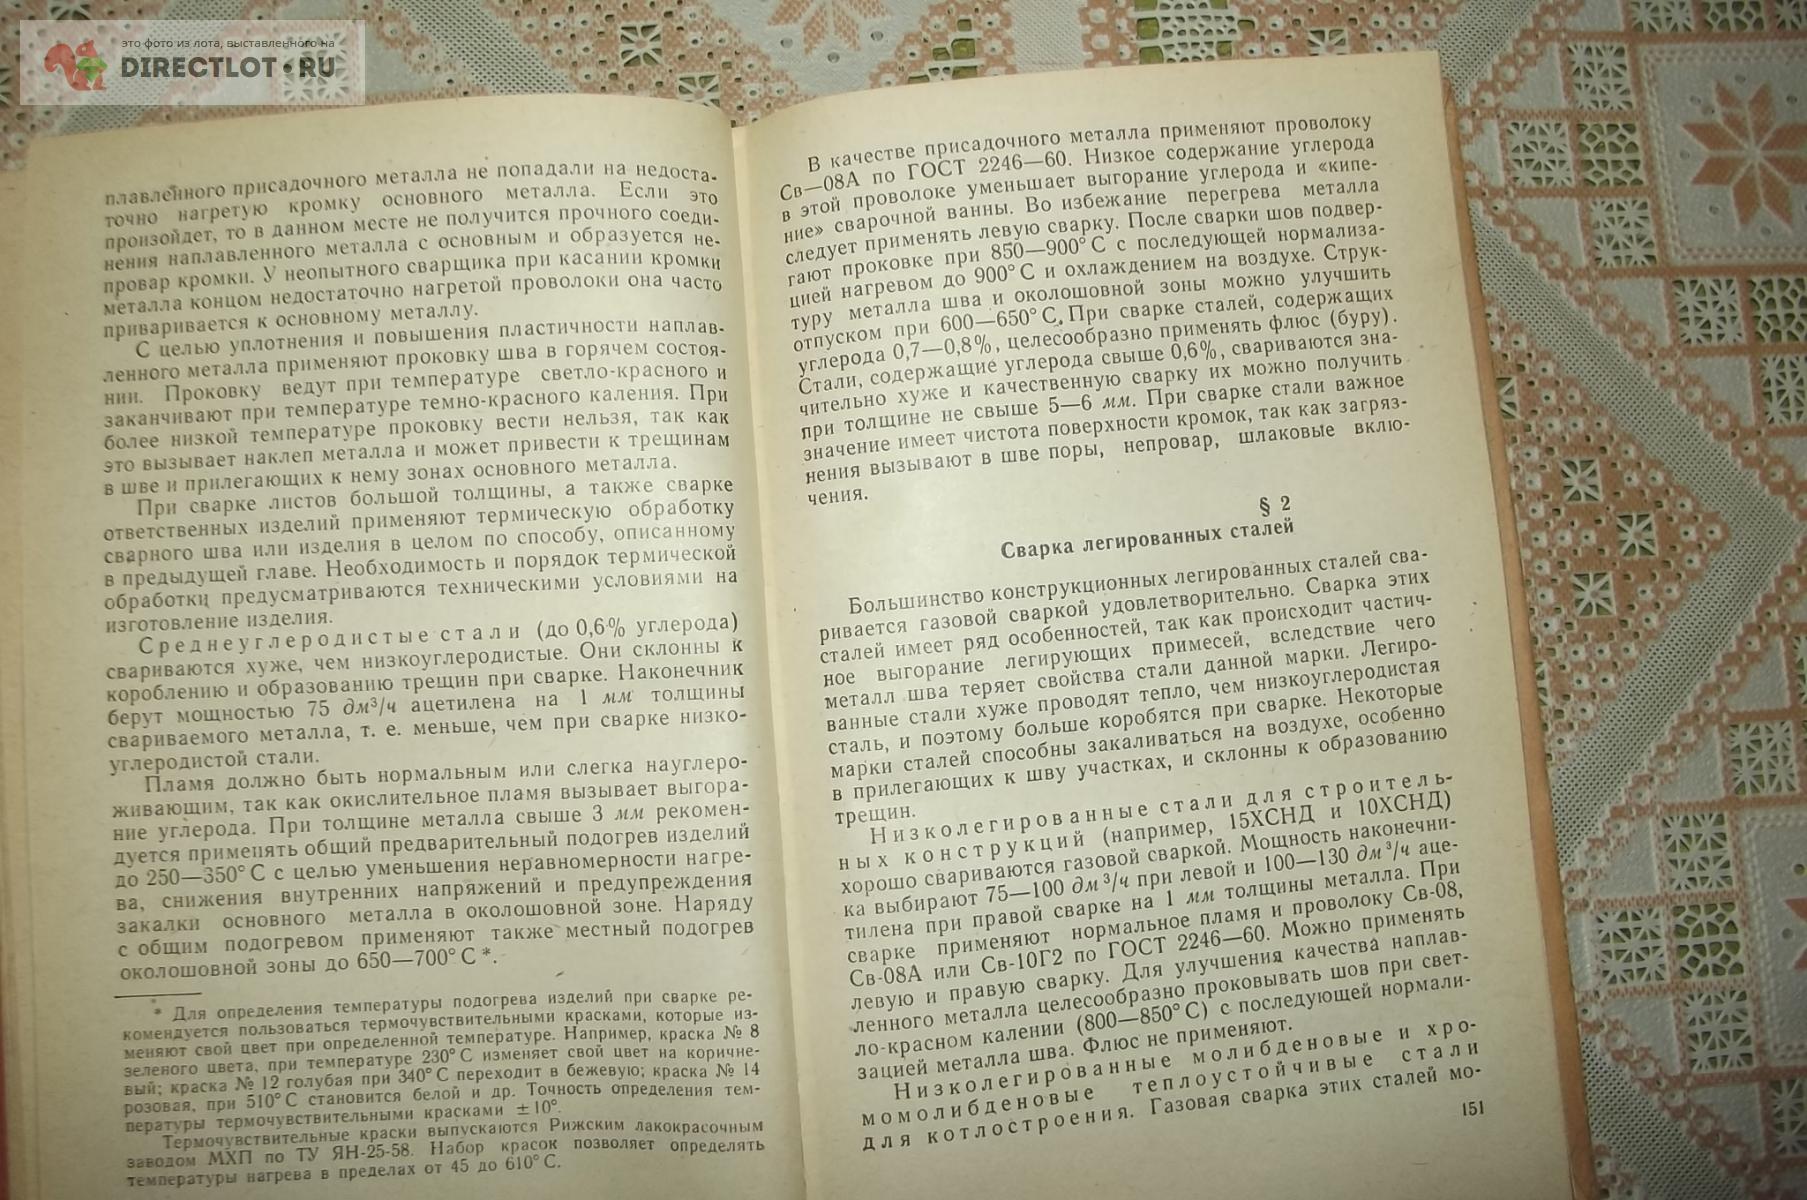 это фото из лота, выставленного на
DIRECTLOT.RU
плавленного присадочного металла не попадали на недоста-
точно нагретую кромку основного металла. Если это
произойдет, то в данном месте не получится прочного соеди-
нения наплавленного металла с основным и образуется не-
провар кромки. У неопытного сварщика при касании кромки
металла концом недостаточно нагретой проволоки она часто
приваривается к основному металлу.
С целью уплотнения и повышения пластичности наплав-
ленного металла применяют проковку шва в горячем состоя-
нии. Проковку ведут при температуре светло-красного и
заканчивают при температуре темно-красного каления. При
более низкой температуре проковку вести нельзя, так как
это вызывает наклеп металла и может привести к трещинам
в шве и прилегающих к нему зонах основного металла.
При сварке листов большой толщины, а также сварке
ответственных изделий применяют термическую обработку
сварного шва или изделия в целом по способу, описанному
в предыдущей главе. Необходимость и порядок термической
обработки предусматриваются техническими условиями на
изготовление изделия.
Среднеуглеродистые стали (до 0,6% углерода)
свариваются хуже, чем низкоуглеродистые. Они склонны к
короблению и образованию трещин при сварке. Наконечник
берут мощностью 75 дм³/ч ацетилена на 1 мм толщины
свариваемого металла, т. е. меньше, чем при сварке низко-
углеродистой стали.
Пламя должно быть нормальным или слегка науглеро-
живающим, так как окислительное пламя вызывает выгора-
ние углерода. При толщине металла свыше 3 мм рекомен-
дуется применять общий предварительный подогрев изделий
до 250—350° С с целью уменьшения неравномерности нагре-
ва, снижения внутренних напряжений и предупреждения
закалки основного металла в околошовной зоне. Наряду
с общим подогревом применяют также местный подогрев
околошовной зоны до 650—700° С *.
* Для определения температуры подогрева изделий при сварке ре-
комендуется пользоваться термочувствительными красками, которые из-
меняют свой цвет при определенной температуре. Например, краска № 8
зеленого цвета, при температуре 230° С изменяет свой цвет на коричне-
вый; краска № 12 голубая при 340° С переходит в бежевую; краска № 14
розовая, при 510° С становится белой и др. Точность определения тем-
пературы термочувствительными красками ±10°.
Термочувствительные краски выпускаются Рижским лакокрасочным
заводом МХП по ТУ ЯН-25-58. Набор красок позволяет определять
температуры нагрева в пределах от 45 до 610° С.
В качестве присадочного металла применяют проволоку
Св—08А по ГОСТ 2246—60. Низкое содержание углерода
в этой проволоке уменьшает выгорание углерода и «кипе-
ние» сварочной ванны. Во избежание перегрева металла
следует применять левую сварку. После сварки шов подвер-
гают проковке при 850—900° С с последующей нормализа-
цией нагревом до 900° С и охлаждением на воздухе. Струк-
туру металла шва и околошовной зоны можно улучшить
отпуском при 600—650° С. При сварке сталей, содержащих
углерода 0,7—0,8%, целесообразно применять флюс (буру).
Стали, содержащие углерода свыше 0,6%, свариваются зна-
чительно хуже и качественную сварку их можно получить
при толщине не свыше 5—6 мм. При сварке стали важное
значение имеет чистота поверхности кромок, так как загряз-
нения вызывают в шве поры, непровар, шлаковые вклю-
чения.
§ 2
Сварка легированных сталей
Большинство конструкционных легированных сталей сва-
ривается газовой сваркой удовлетворительно. Сварка этих
сталей имеет ряд особенностей, так как происходит частич-
ное выгорание легирующих примесей, вследствие чего
металл шва теряет свойства стали данной марки. Легиро-
ванные стали хуже проводят тепло, чем низкоуглеродистая
сталь, и поэтому больше коробятся при сварке. Некоторые
марки сталей способны закаливаться на воздухе, особенно
в прилегающих к шву участках, и склонны к образованию
трещин.
Низколегированные стали для строитель-
ных конструкций (например, 15ХСНД и 10ХСНД)
хорошо свариваются газовой сваркой. Мощность наконечни-
ка выбирают 75—100 дм³/ч при левой и 100—130 дм³/ч аце-
тилена при правой сварке на 1 мм толщины металла. При
сварке применяют нормальное пламя и проволоку Св-08,
Св-08А или Св-10Г2 по ГОСТ 2246—60. Можно применять
левую и правую сварку. Для улучшения качества наплав-
ленного металла целесообразно проковывать шов при свет-
ло-красном калении (800—850° С) с последующей нормали-
зацией металла шва. Флюс не применяют.
Низколегированные молибденовые и хро-
момолибденовые теплоустойчивые стали
для котлостроения. Газовая сварка этих сталей мо-
151